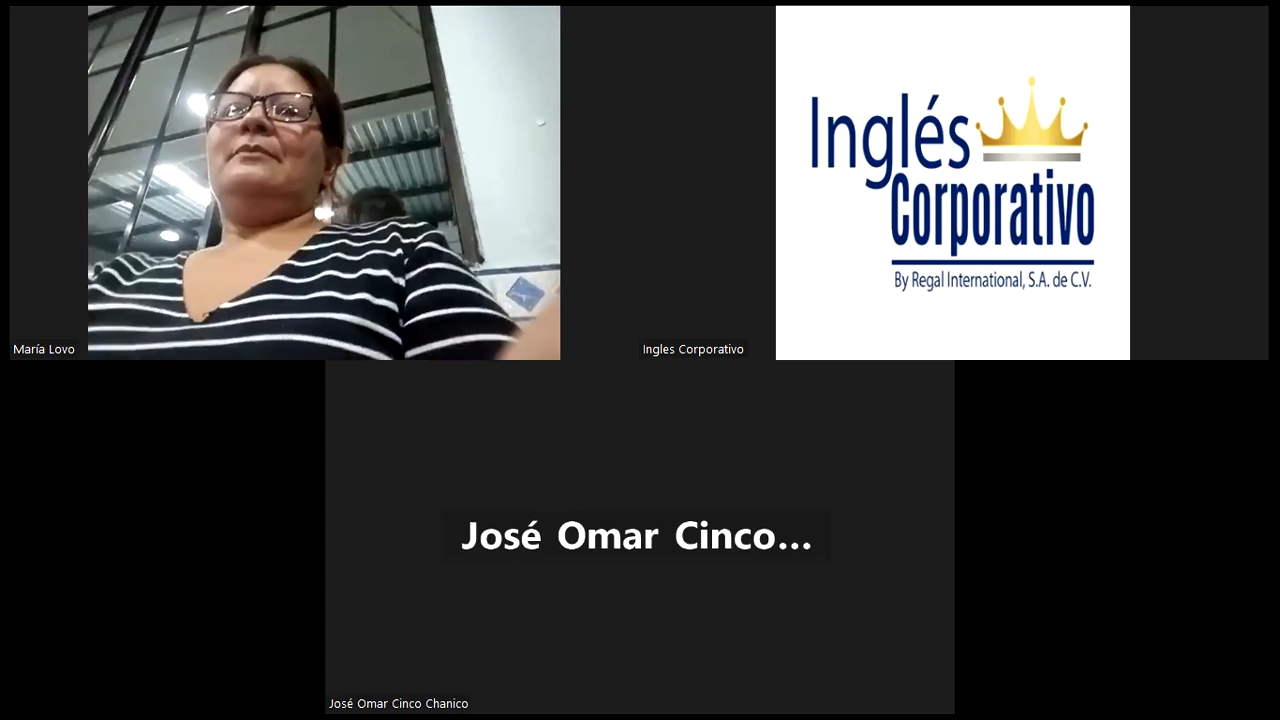 Inglés
Corporativo
By Regal International, S.A. de C.V.
María Lovo
Ingles Corporativo
José Omar Cinco...
José Omar Cinco Chanico